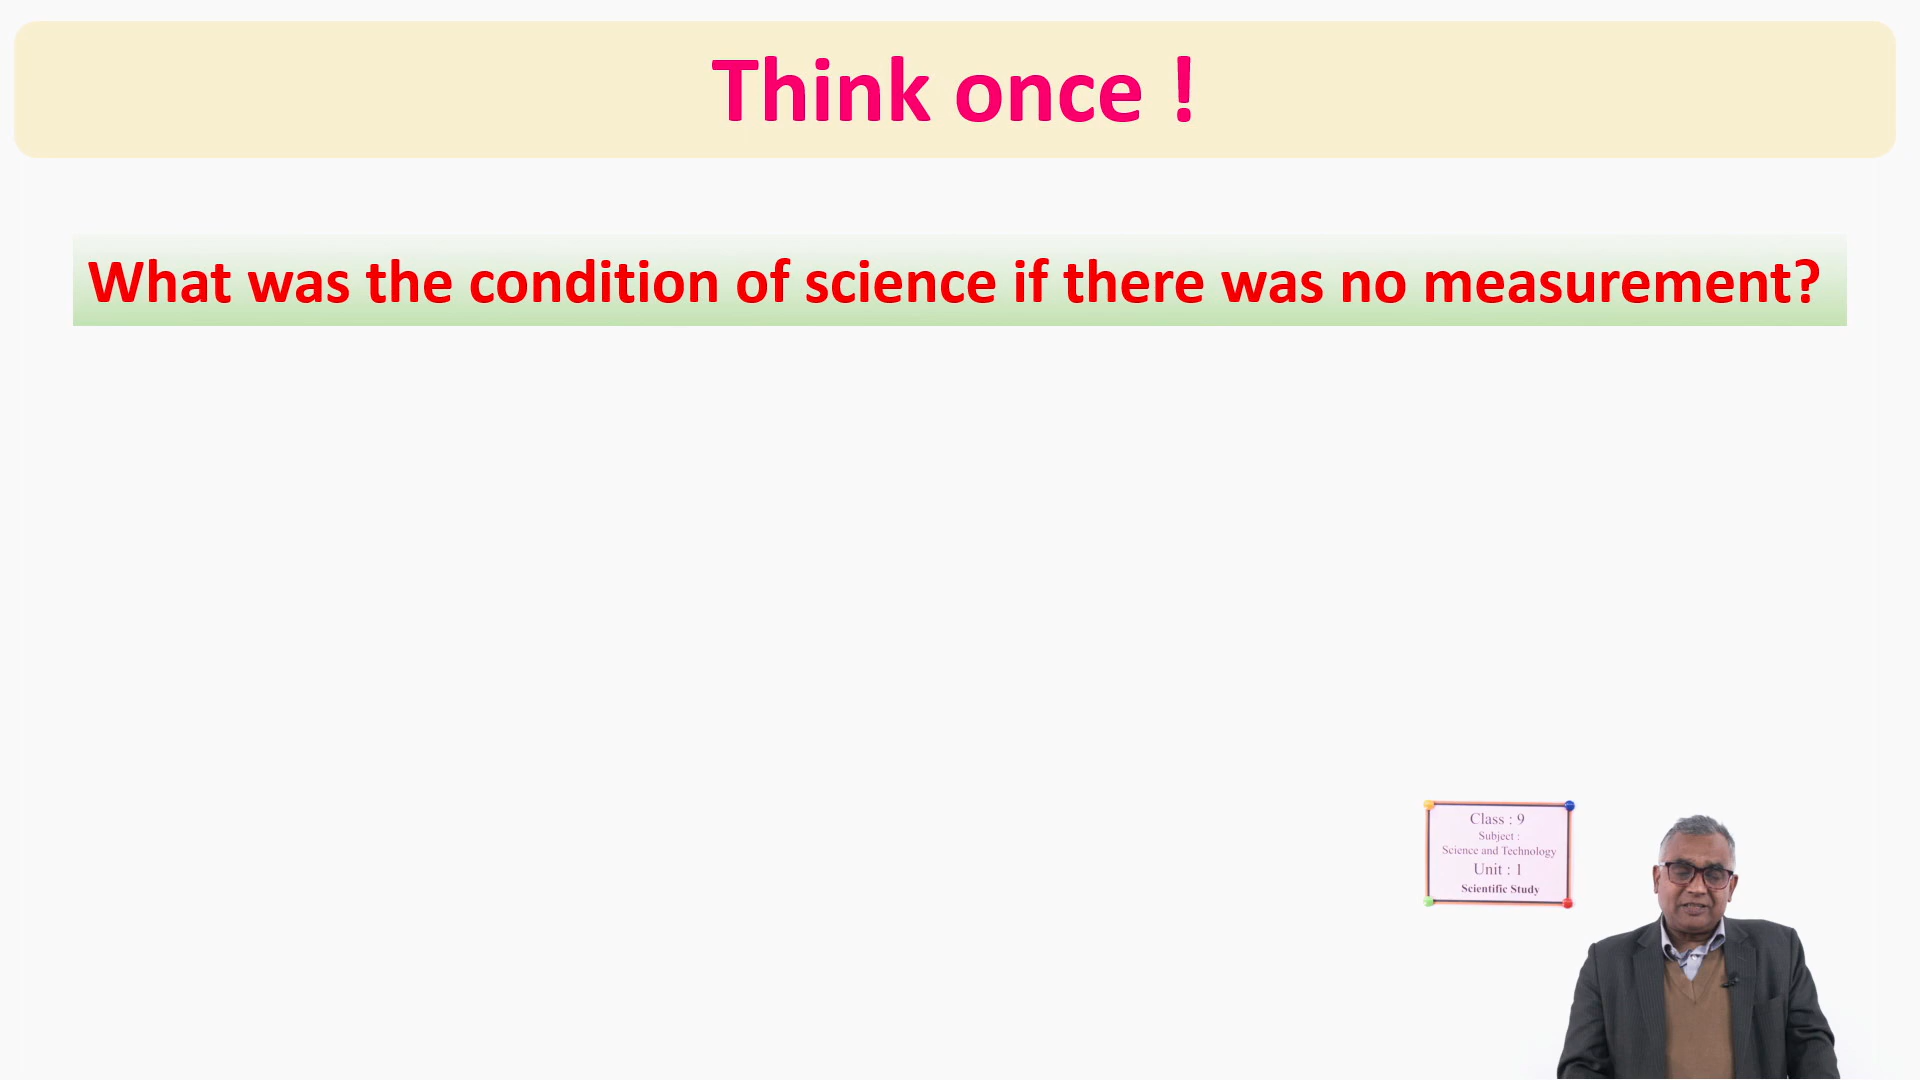 Think once !
What was the condition of science if there was no measurement?
Class : 9
Subject :
Science and Technology
Unit : 1
Scientific Study